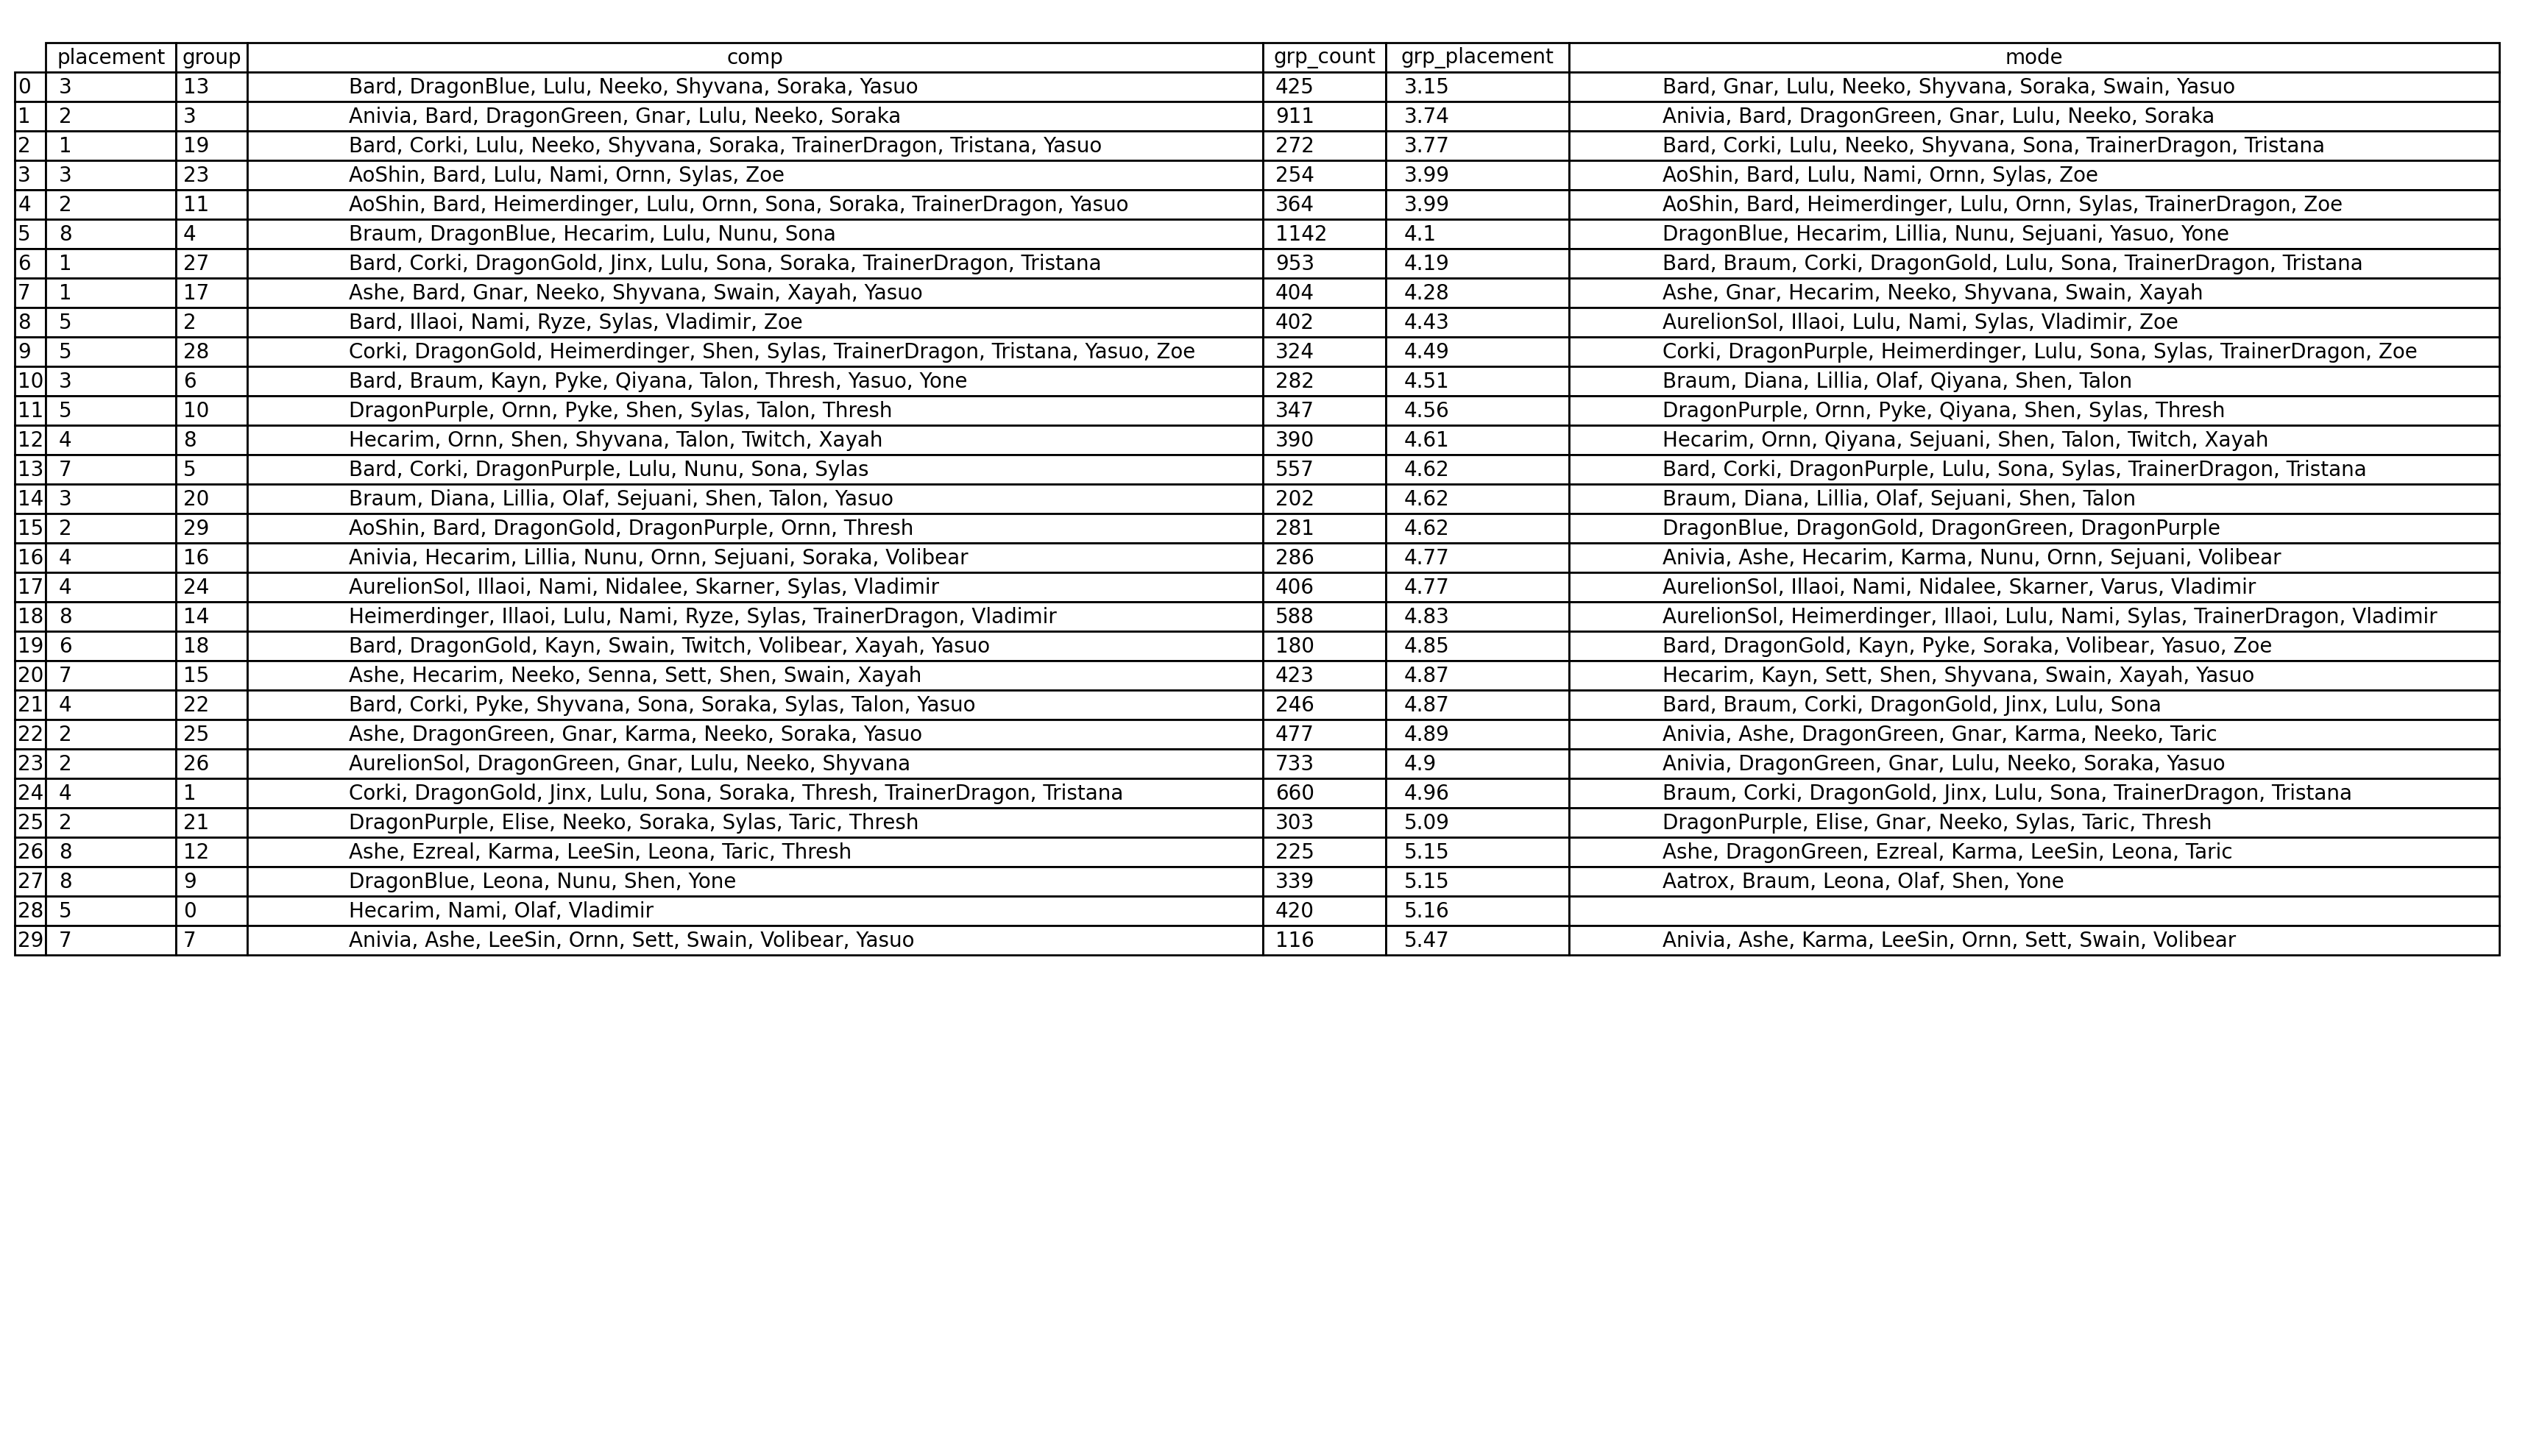 placement group comp grp_count grp_placement mode
0 3 13 Bard, DragonBlue, Lulu, Neeko, Shyvana, Soraka, Yasuo 425 3.15 Bard, Gnar, Lulu, Neeko, Shyvana, Soraka, Swain, Yasuo
1 2 3 Anivia, Bard, DragonGreen, Gnar, Lulu, Neeko, Soraka 911 3.74 Anivia, Bard, DragonGreen, Gnar, Lulu, Neeko, Soraka
2 1 19 Bard, Corki, Lulu, Neeko, Shyvana, Soraka, TrainerDragon, Tristana, Yasuo 272 3.77 Bard, Corki, Lulu, Neeko, Shyvana, Sona, TrainerDragon, Tristana
3 3 23 AoShin, Bard, Lulu, Nami, Ornn, Sylas, Zoe 254 3.99 AoShin, Bard, Lulu, Nami, Ornn, Sylas, Zoe
4 2 11 AoShin, Bard, Heimerdinger, Lulu, Ornn, Sona, Soraka, TrainerDragon, Yasuo 364 3.99 AoShin, Bard, Heimerdinger, Lulu, Ornn, Sylas, TrainerDragon, Zoe
5 8 4 Braum, DragonBlue, Hecarim, Lulu, Nunu, Sona 1142 4.1 DragonBlue, Hecarim, Lillia, Nunu, Sejuani, Yasuo, Yone
6 1 27 Bard, Corki, DragonGold, Jinx, Lulu, Sona, Soraka, TrainerDragon, Tristana 953 4.19 Bard, Braum, Corki, DragonGold, Lulu, Sona, TrainerDragon, Tristana
7 1 17 Ashe, Bard, Gnar, Neeko, Shyvana, Swain, Xayah, Yasuo 404 4.28 Ashe, Gnar, Hecarim, Neeko, Shyvana, Swain, Xayah
8 5 2 Bard, Illaoi, Nami, Ryze, Sylas, Vladimir, Zoe 402 4.43 AurelionSol, Illaoi, Lulu, Nami, Sylas, Vladimir, Zoe
9 5 28 Corki, DragonGold, Heimerdinger, Shen, Sylas, TrainerDragon, Tristana, Yasuo, Zoe 324 4.49 Corki, DragonPurple, Heimerdinger, Lulu, Sona, Sylas, TrainerDragon, Zoe
10 3 6 Bard, Braum, Kayn, Pyke, Qiyana, Talon, Thresh, Yasuo, Yone 282 4.51 Braum, Diana, Lillia, Olaf, Qiyana, Shen, Talon
11 5 10 DragonPurple, Ornn, Pyke, Shen, Sylas, Talon, Thresh 347 4.56 DragonPurple, Ornn, Pyke, Qiyana, Shen, Sylas, Thresh
12 4 8 Hecarim, Ornn, Shen, Shyvana, Talon, Twitch, Xayah 390 4.61 Hecarim, Ornn, Qiyana, Sejuani, Shen, Talon, Twitch, Xayah
13 7 5 Bard, Corki, DragonPurple, Lulu, Nunu, Sona, Sylas 557 4.62 Bard, Corki, DragonPurple, Lulu, Sona, Sylas, TrainerDragon, Tristana
14 3 20 Braum, Diana, Lillia, Olaf, Sejuani, Shen, Talon, Yasuo 202 4.62 Braum, Diana, Lillia, Olaf, Sejuani, Shen, Talon
15 2 29 AoShin, Bard, DragonGold, DragonPurple, Ornn, Thresh 281 4.62 DragonBlue, DragonGold, DragonGreen, DragonPurple
16 4 16 Anivia, Hecarim, Lillia, Nunu, Ornn, Sejuani, Soraka, Volibear 286 4.77 Anivia, Ashe, Hecarim, Karma, Nunu, Ornn, Sejuani, Volibear
17 4 24 AurelionSol, Illaoi, Nami, Nidalee, Skarner, Sylas, Vladimir 406 4.77 AurelionSol, Illaoi, Nami, Nidalee, Skarner, Varus, Vladimir
18 8 14 Heimerdinger, Illaoi, Lulu, Nami, Ryze, Sylas, TrainerDragon, Vladimir 588 4.83 AurelionSol, Heimerdinger, Illaoi, Lulu, Nami, Sylas, TrainerDragon, Vladimir
19 6 18 Bard, DragonGold, Kayn, Swain, Twitch, Volibear, Xayah, Yasuo 180 4.85 Bard, DragonGold, Kayn, Pyke, Soraka, Volibear, Yasuo, Zoe
20 7 15 Ashe, Hecarim, Neeko, Senna, Sett, Shen, Swain, Xayah 423 4.87 Hecarim, Kayn, Sett, Shen, Shyvana, Swain, Xayah, Yasuo
21 4 22 Bard, Corki, Pyke, Shyvana, Sona, Soraka, Sylas, Talon, Yasuo 246 4.87 Bard, Braum, Corki, DragonGold, Jinx, Lulu, Sona
22 2 25 Ashe, DragonGreen, Gnar, Karma, Neeko, Soraka, Yasuo 477 4.89 Anivia, Ashe, DragonGreen, Gnar, Karma, Neeko, Taric
23 2 26 AurelionSol, DragonGreen, Gnar, Lulu, Neeko, Shyvana 733 4.9 Anivia, DragonGreen, Gnar, Lulu, Neeko, Soraka, Yasuo
24 4 1 Corki, DragonGold, Jinx, Lulu, Sona, Soraka, Thresh, TrainerDragon, Tristana 660 4.96 Braum, Corki, DragonGold, Jinx, Lulu, Sona, TrainerDragon, Tristana
25 2 21 DragonPurple, Elise, Neeko, Soraka, Sylas, Taric, Thresh 303 5.09 DragonPurple, Elise, Gnar, Neeko, Sylas, Taric, Thresh
26 8 12 Ashe, Ezreal, Karma, LeeSin, Leona, Taric, Thresh 225 5.15 Ashe, DragonGreen, Ezreal, Karma, LeeSin, Leona, Taric
27 8 9 DragonBlue, Leona, Nunu, Shen, Yone 339 5.15 Aatrox, Braum, Leona, Olaf, Shen, Yone
28 5 0 Hecarim, Nami, Olaf, Vladimir 420 5.16
29 7 7 Anivia, Ashe, LeeSin, Ornn, Sett, Swain, Volibear, Yasuo 116 5.47 Anivia, Ashe, Karma, LeeSin, Ornn, Sett, Swain, Volibear